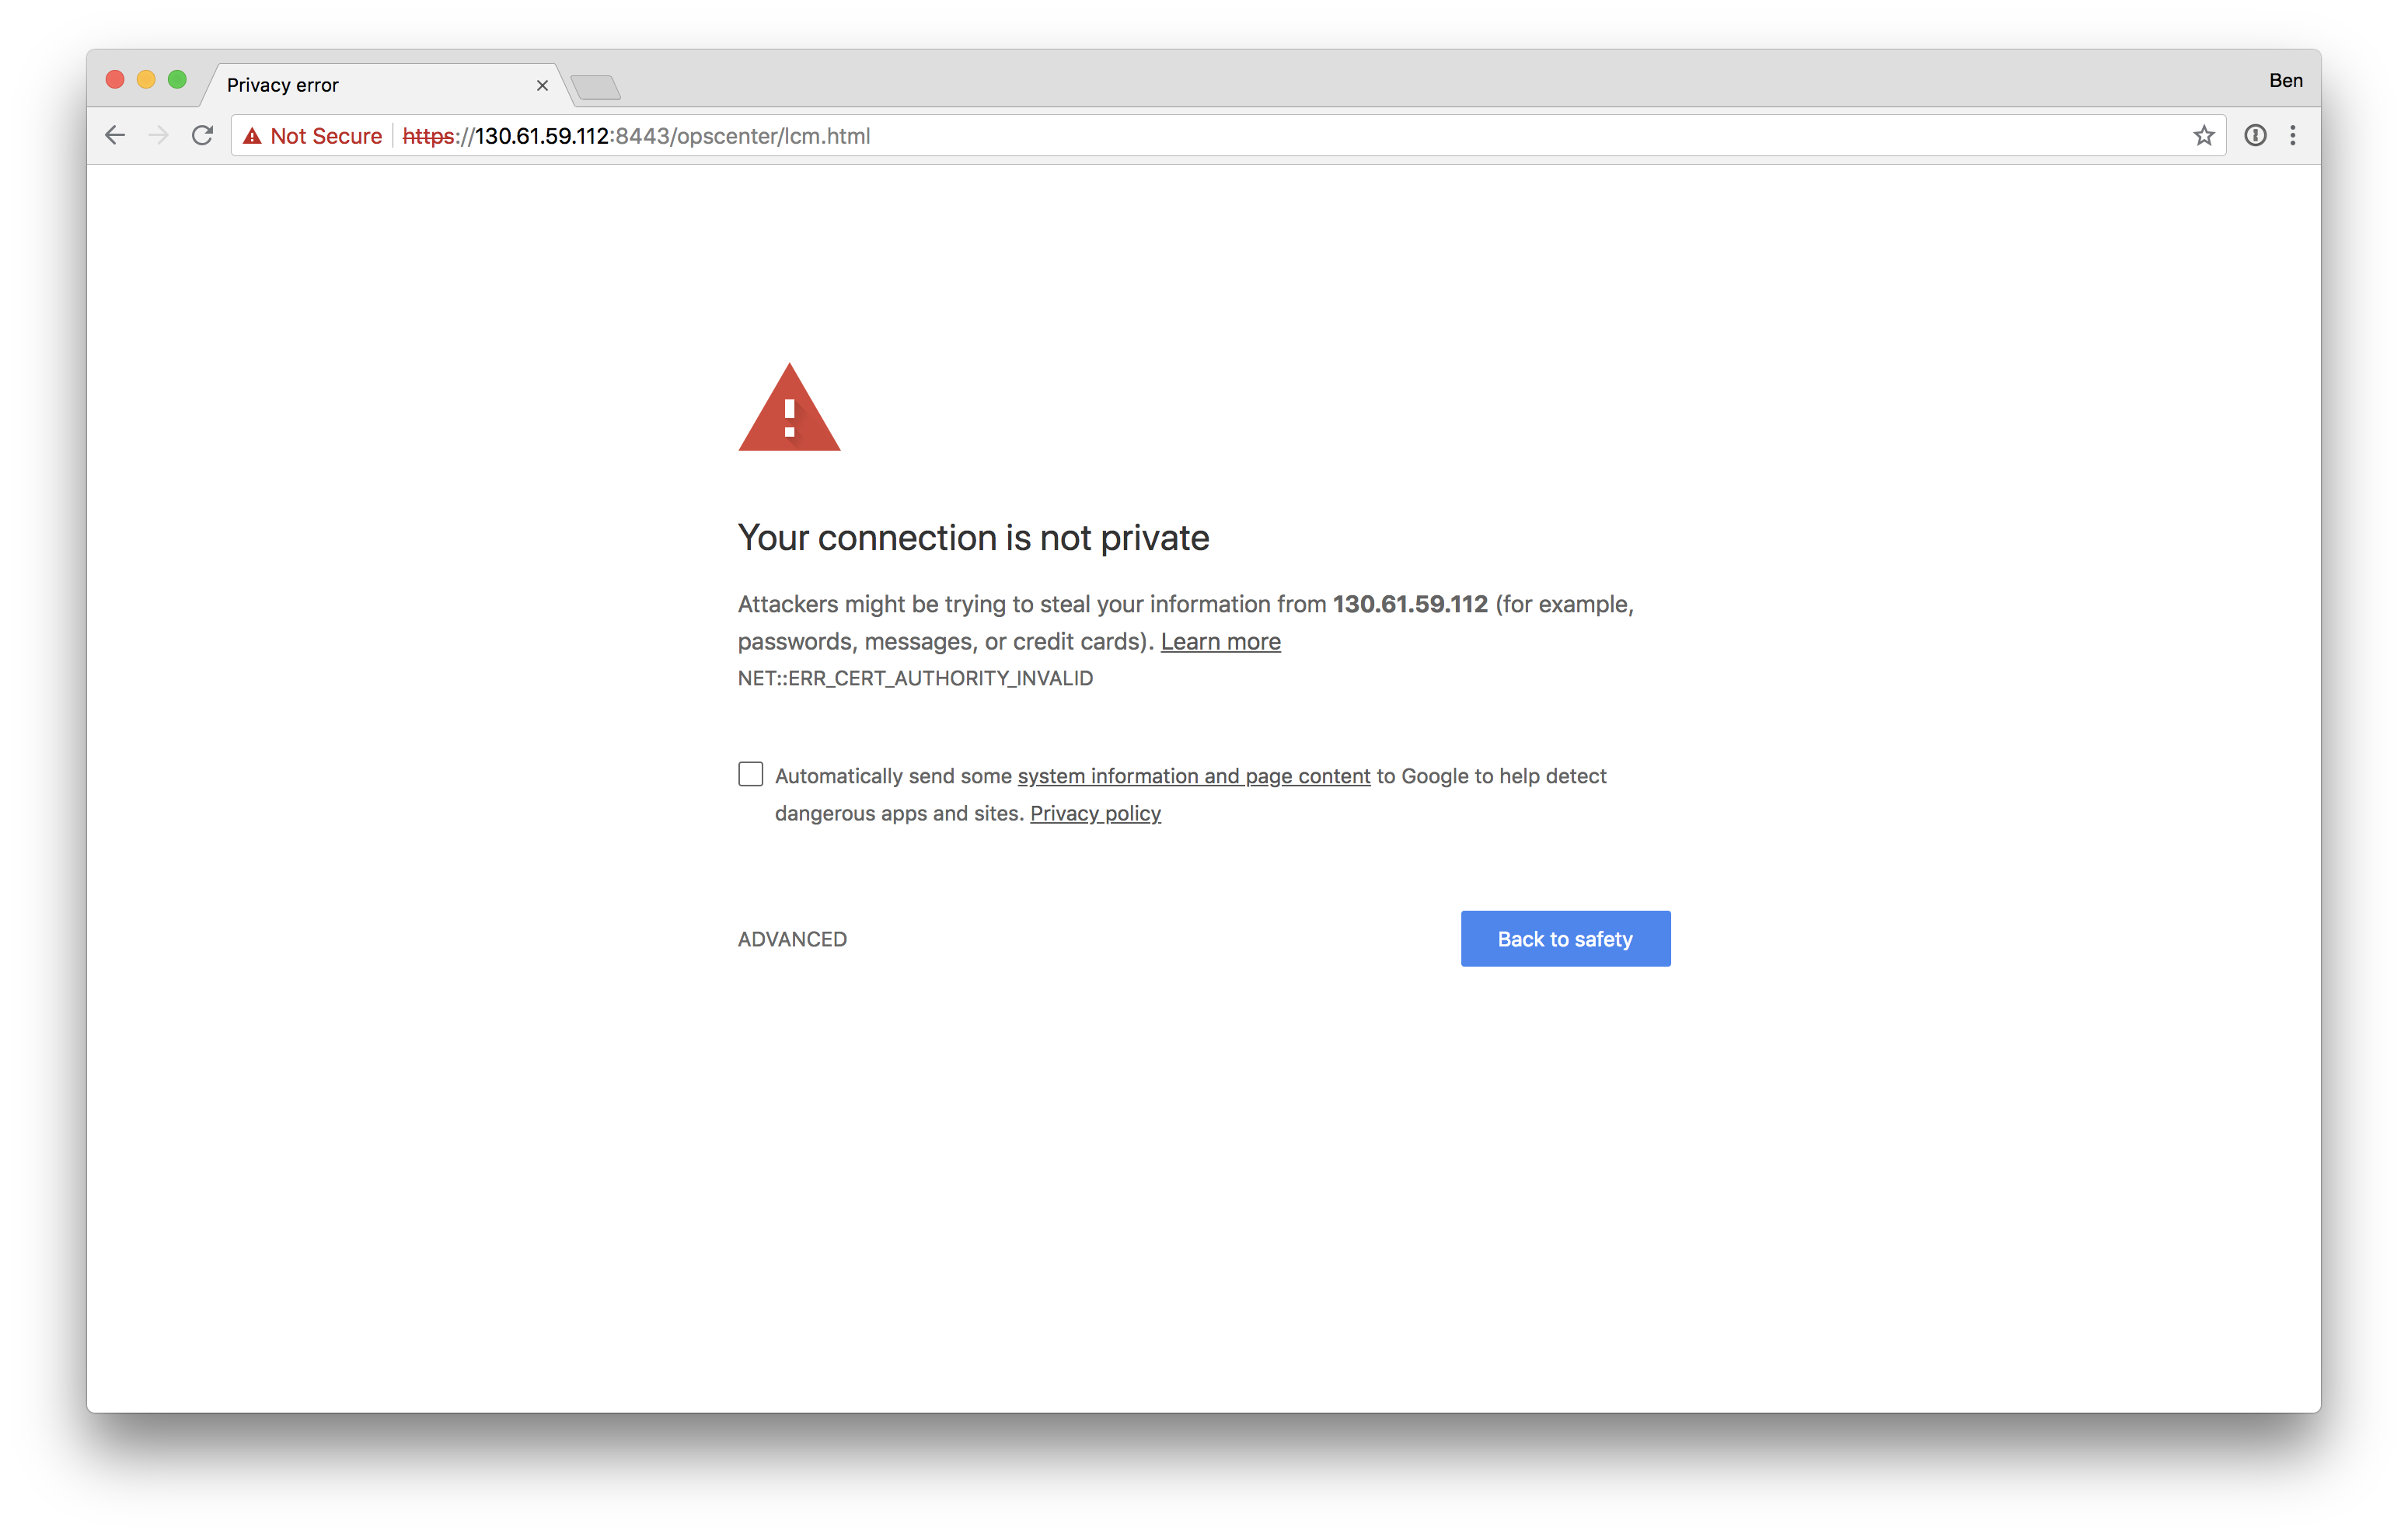 Privacy error
Ben
Not Secure https://130.61.59.112:8443/opscenter/lcm.html
Your connection is not private
Attackers might be trying to steal your information from 130.61.59.112 (for example,
passwords, messages, or credit cards). Learn more
NET::ERR_CERT_AUTHORITY_INVALID
Automatically send some system information and page content to Google to help detect
dangerous apps and sites. Privacy policy
ADVANCED
Back to safety